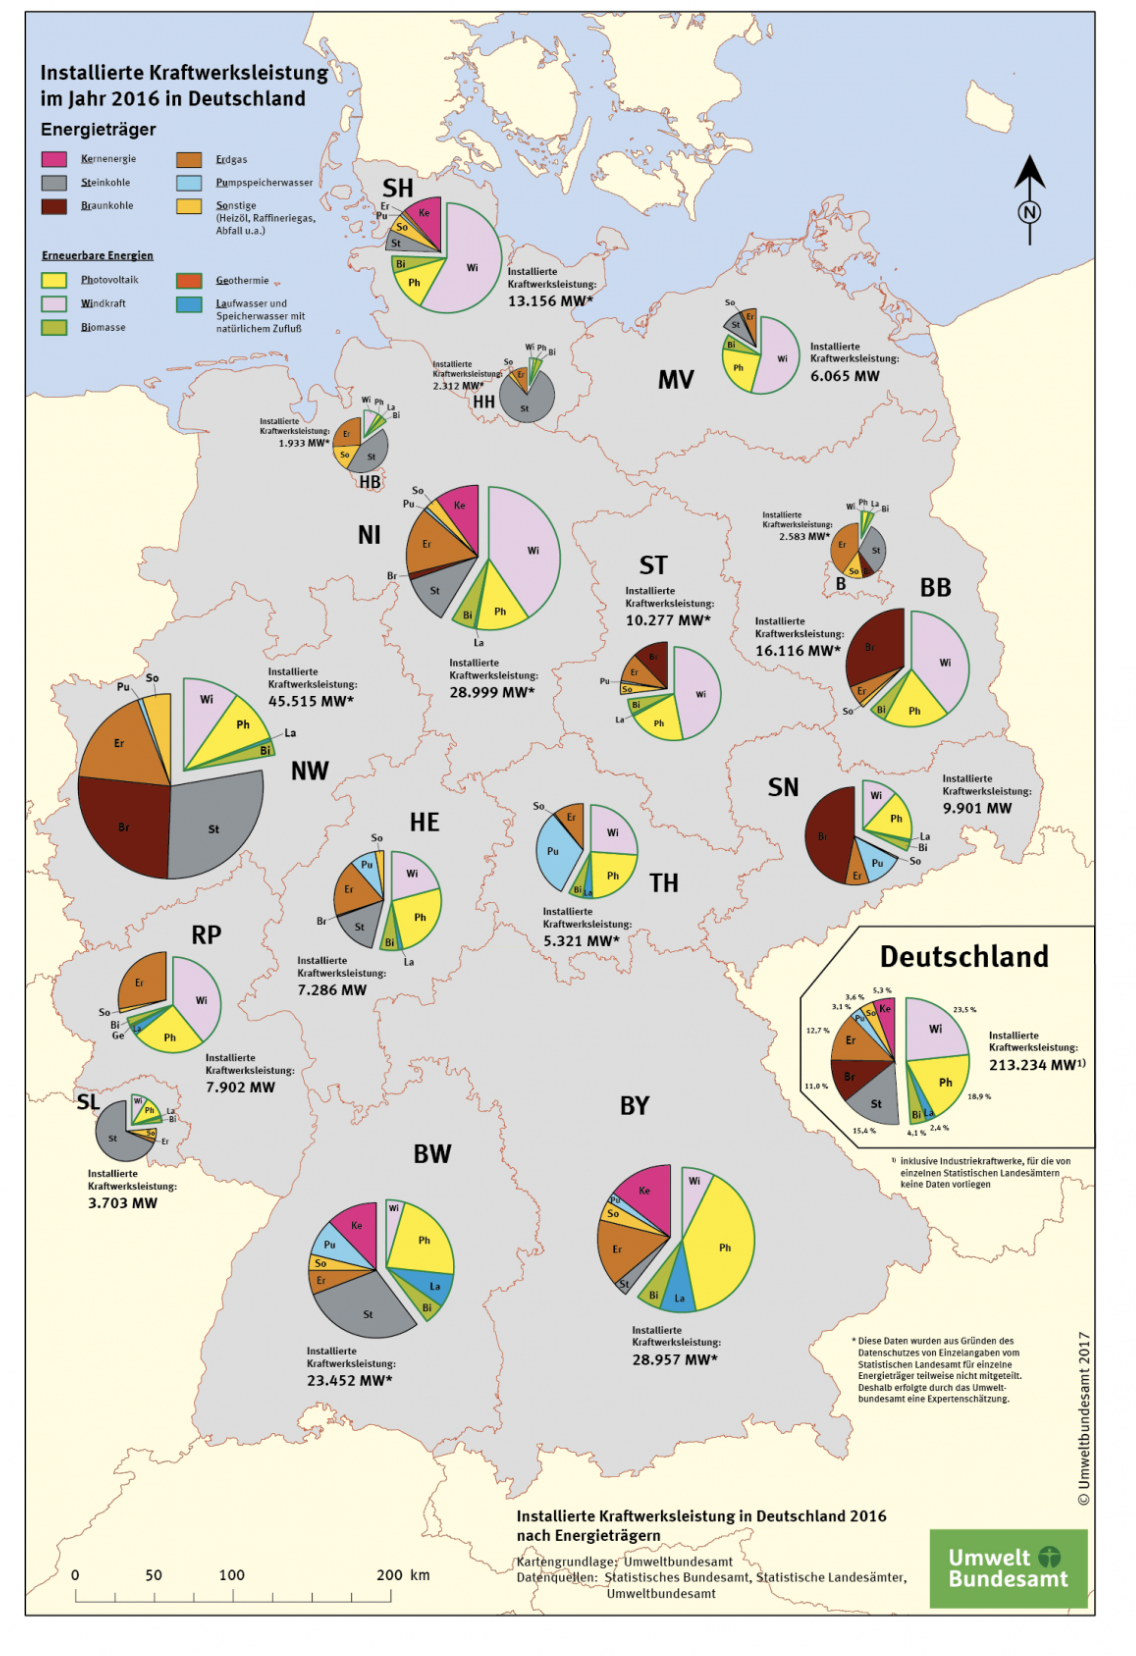 Installierte Kraftwerksleistung
im Jahr 2016 in Deutschland
Energieträger
Kernenergie
Steinkohle
Braunkohle
Erdgas
Pumpspeicherwasser
Sonstige
(Heizöl, Raffineriegas,
Abfall u.a.)
Erneuerbare Energien
Photovoltaik
Windkraft
Biomasse
Geothermie
Laufwasser und
Speicherwasser mit
natürlichem Zufluß
N
SH
Er
Pu
So
St
Ke
Bi
Ph
Wi
Installierte
Kraftwerksleistung:
13.156 MW*
MV
So
Er
St
Bi
Ph
Wi
Installierte
Kraftwerksleistung:
6.065 MW
HH
Installierte
Kraftwerksleistung:
2.312 MW*
So
Er
Wi
Ph
Bi
St
HB
Installierte
Kraftwerksleistung:
1.933 MW*
Wi
Ph
La
Bi
Er
So
St
NI
So
Pu
Ke
Er
Br
St
Wi
Bi
Ph
La
Installierte
Kraftwerksleistung:
28.999 MW*
ST
Installierte
Kraftwerksleistung:
10.277 MW*
Br
Er
Pu
So
Bi
La
Ph
Wi
B
Installierte
Kraftwerksleistung:
2.583 MW*
Wi
Ph
La
Bi
Er
St
So
BB
Installierte
Kraftwerksleistung:
16.116 MW*
Br
Er
So
Bi
Ph
Wi
NW
Installierte
Kraftwerksleistung:
45.515 MW*
Pu
So
Er
Br
St
Wi
Ph
La
Bi
HE
So
Pu
Er
Br
St
Wi
Ph
Bi
La
Installierte
Kraftwerksleistung:
7.286 MW
TH
So
Er
Pu
Wi
Ph
Bi
La
Installierte
Kraftwerksleistung:
5.321 MW*
SN
Installierte
Kraftwerksleistung:
9.901 MW
Wi
Ph
La
Bi
So
Pu
Er
Br
RP
Er
So
Bi
Ge
La
Ph
Wi
Installierte
Kraftwerksleistung:
7.902 MW
SL
Wi
Ph
La
Bi
So
Er
St
Installierte
Kraftwerksleistung:
3.703 MW
Deutschland
5,3 %
3,6 %
3,1 %
12,7 %
11,0 %
15,4 %
23,5 %
18,9 %
2,4 %
4,1 %
Ke
So
Pu
Er
Br
St
Wi
Ph
La
Bi
Installierte
Kraftwerksleistung:
213.234 MW¹⁾
¹⁾ inklusive Industriekraftwerke, für die von
einzelnen Statistischen Landesämtern
keine Daten vorliegen
BW
Ke
Pu
So
Er
St
Wi
Ph
La
Bi
Installierte
Kraftwerksleistung:
23.452 MW*
BY
Ke
Pu
So
Er
St
Wi
Ph
La
Bi
Installierte
Kraftwerksleistung:
28.957 MW*
* Diese Daten wurden aus Gründen des
Datenschutzes von Einzelangaben vom
Statistischen Landesamt für einzelne
Energieträger teilweise nicht mitgeteilt.
Deshalb erfolgte durch das Umwelt-
bundesamt eine Expertenschätzung.
© Umweltbundesamt 2017
Installierte Kraftwerksleistung in Deutschland 2016
nach Energieträgern
Kartengrundlage: Umweltbundesamt
Datenquellen: Statistisches Bundesamt, Statistische Landesämter,
Umweltbundesamt
0 50 100 200 km
Umwelt
Bundesamt